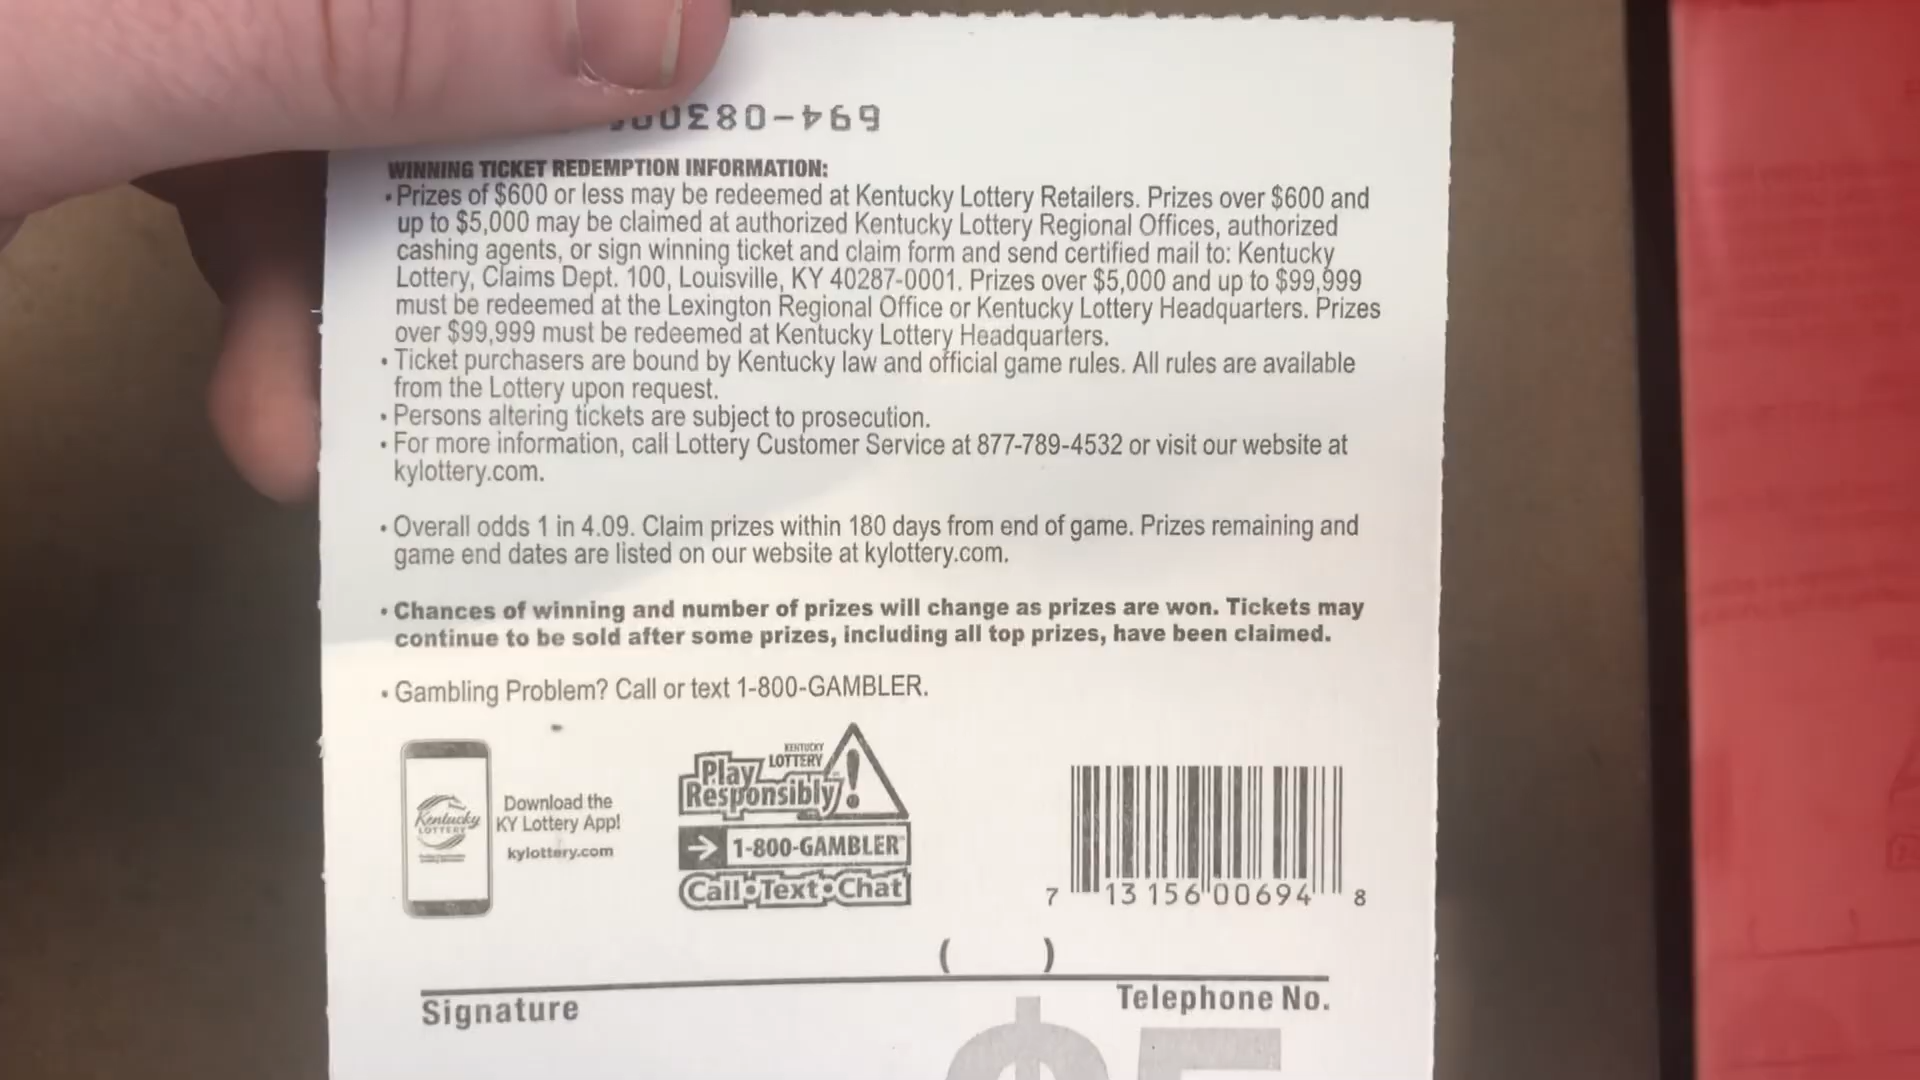 694-0830
WINNING TICKET REDEMPTION INFORMATION:
• Prizes of $600 or less may be redeemed at Kentucky Lottery Retailers. Prizes over $600 and
up to $5,000 may be claimed at authorized Kentucky Lottery Regional Offices, authorized
cashing agents, or sign winning ticket and claim form and send certified mail to: Kentucky
Lottery, Claims Dept. 100, Louisville, KY 40287-0001. Prizes over $5,000 and up to $99,999
must be redeemed at the Lexington Regional Office or Kentucky Lottery Headquarters. Prizes
over $99,999 must be redeemed at Kentucky Lottery Headquarters.
• Ticket purchasers are bound by Kentucky law and official game rules. All rules are available
from the Lottery upon request.
• Persons altering tickets are subject to prosecution.
• For more information, call Lottery Customer Service at 877-789-4532 or visit our website at
kylottery.com.
• Overall odds 1 in 4.09. Claim prizes within 180 days from end of game. Prizes remaining and
game end dates are listed on our website at kylottery.com.
• Chances of winning and number of prizes will change as prizes are won. Tickets may
continue to be sold after some prizes, including all top prizes, have been claimed.
• Gambling Problem? Call or text 1-800-GAMBLER.
Kentucky
LOTTERY
Download the
KY Lottery App!
kylottery.com
KENTUCKY
LOTTERY
Play
Responsibly!
1-800-GAMBLER
Call•Text•Chat
7 13156 00694 8
( )
Signature
Telephone No.
$5